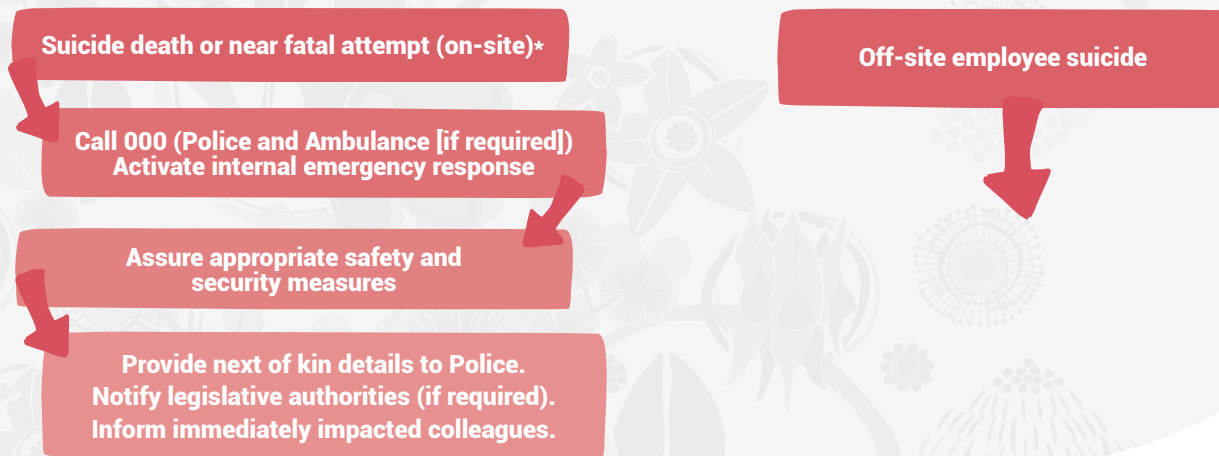 Suicide death or near fatal attempt (on-site)*
Off-site employee suicide
Call 000 (Police and Ambulance [if required])
Activate internal emergency response
Assure appropriate safety and
security measures
Provide next of kin details to Police.
Notify legislative authorities (if required).
Inform immediately impacted colleagues.